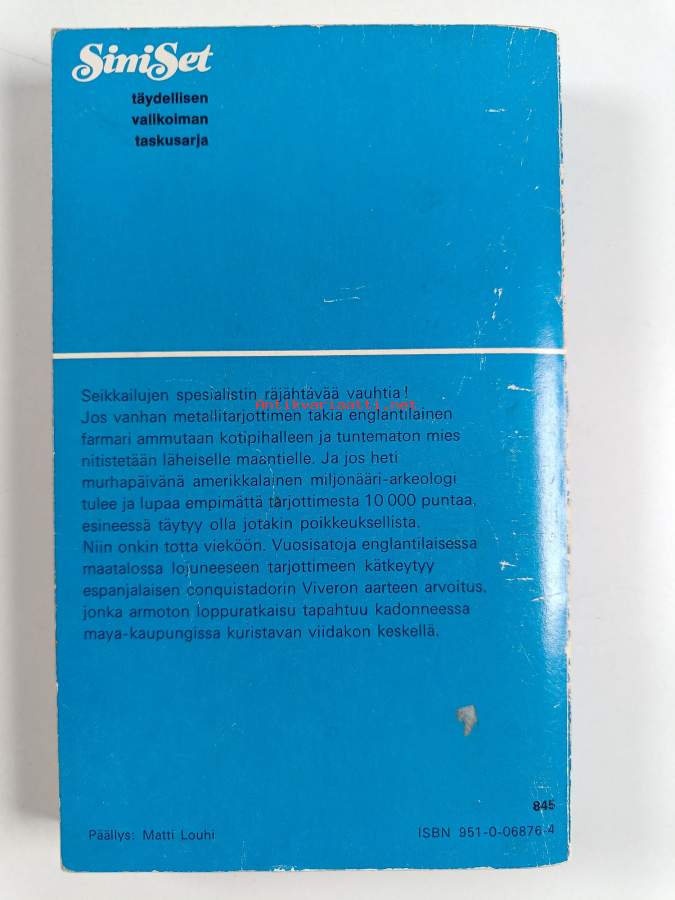 SiniSet
täydellisen
valikoiman
taskusarja
Seikkailujen spesialistin räjähtävää vauhtia!
Antikvariaatti.net
Jos vanhan metallitarjottimen takia englantilainen
farmari ammutaan kotipihalleen ja tuntematon mies
nitistetään läheiselle maantielle. Ja jos heti
murhapäivänä amerikkalainen miljonääri-arkeologi
tulee ja lupaa empimättä tarjottimesta 10 000 puntaa,
esineessä täytyy olla jotakin poikkeuksellista.
Niin onkin totta vieköön. Vuosisatoja englantilaisessa
maatalossa lojuneeseen tarjottimeen kätkeytyy
espanjalaisen conquistadorin Viveron aarteen arvoitus,
jonka armoton loppuratkaisu tapahtuu kadonneessa
maya-kaupungissa kuristavan viidakon keskellä.
845
Päällys: Matti Louhi
ISBN 951-0-06876-4